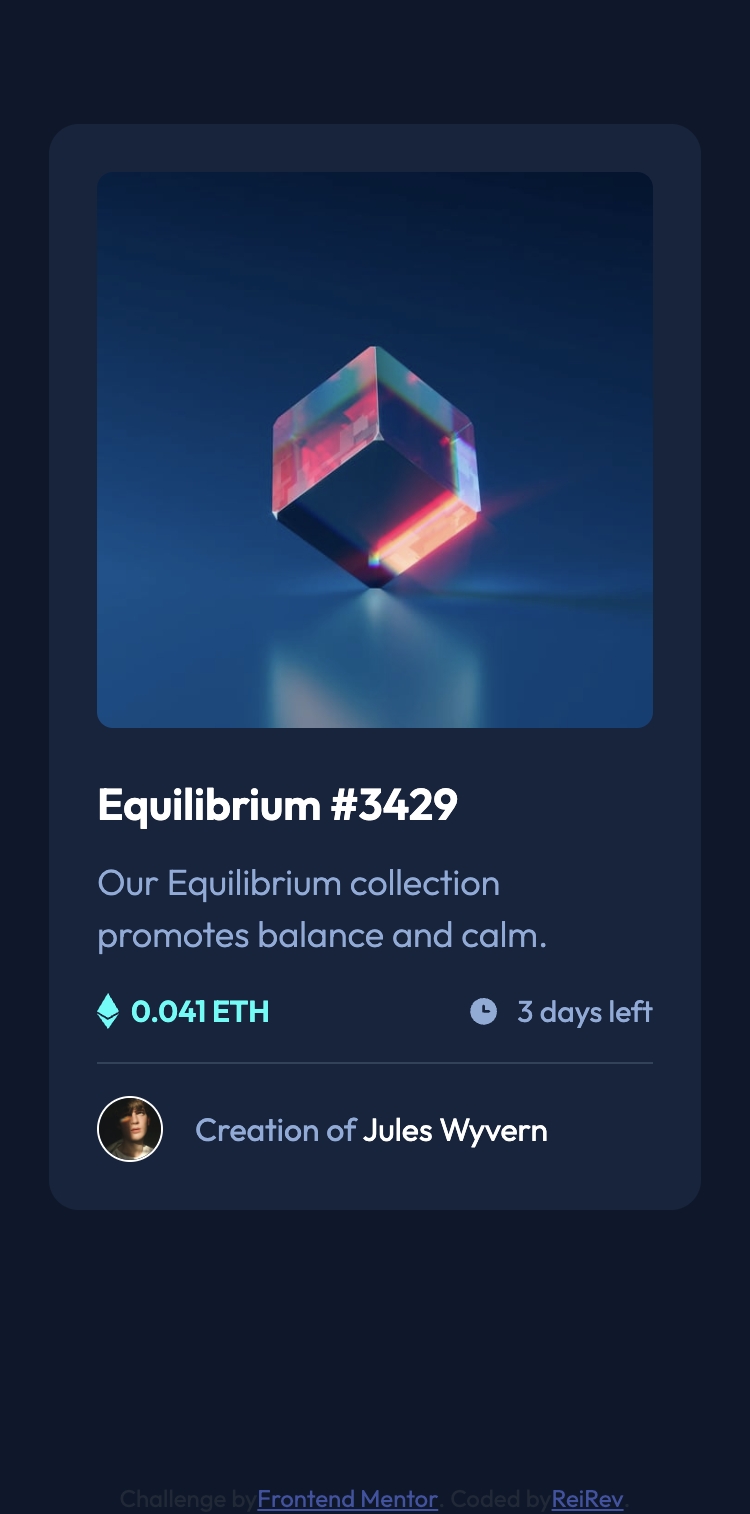 Equilibrium #3429
Our Equilibrium collection
promotes balance and calm.
0.041 ETH
3 days left
Creation of Jules Wyvern
Challenge byFrontend Mentor. Coded byReiRev.